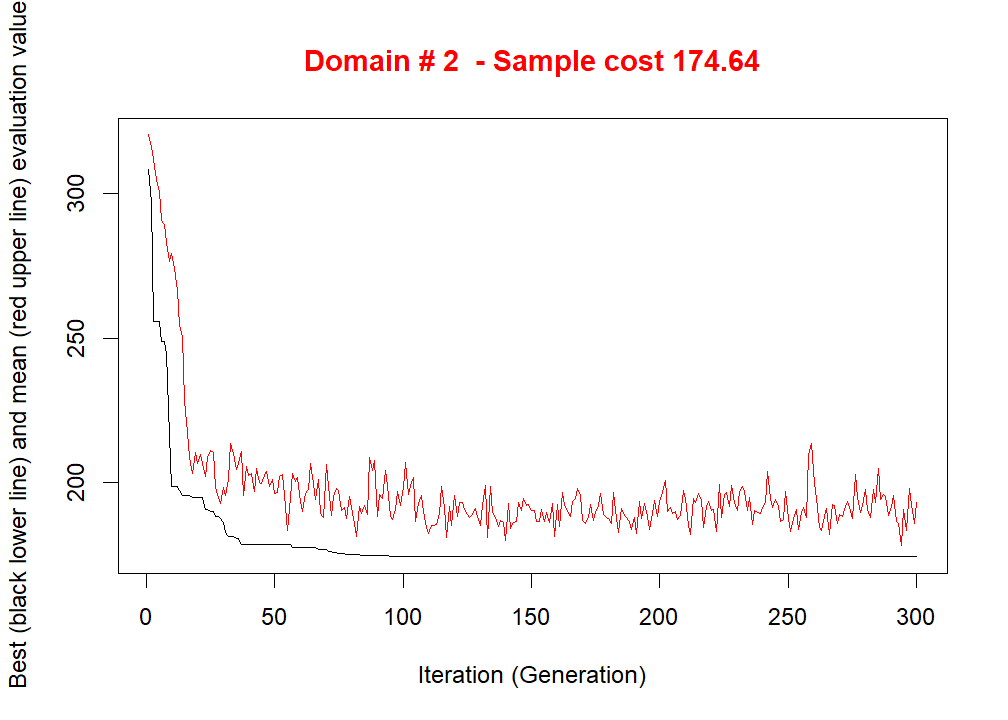 Domain # 2  - Sample cost 174.64
Best (black lower line) and mean (red upper line) evaluation value
300
250
200
0 50 100 150 200 250 300
Iteration (Generation)